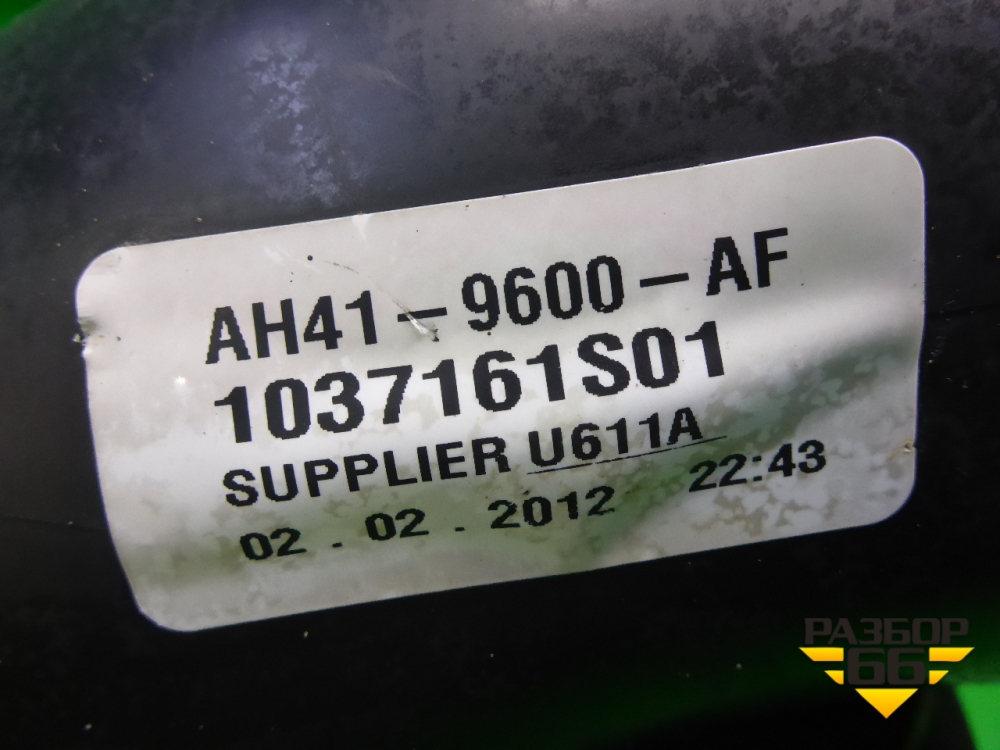 AH41-9600-AF
1037161S01
SUPPLIER U611A
02.02.2012 22:43
РАЗБОР
66